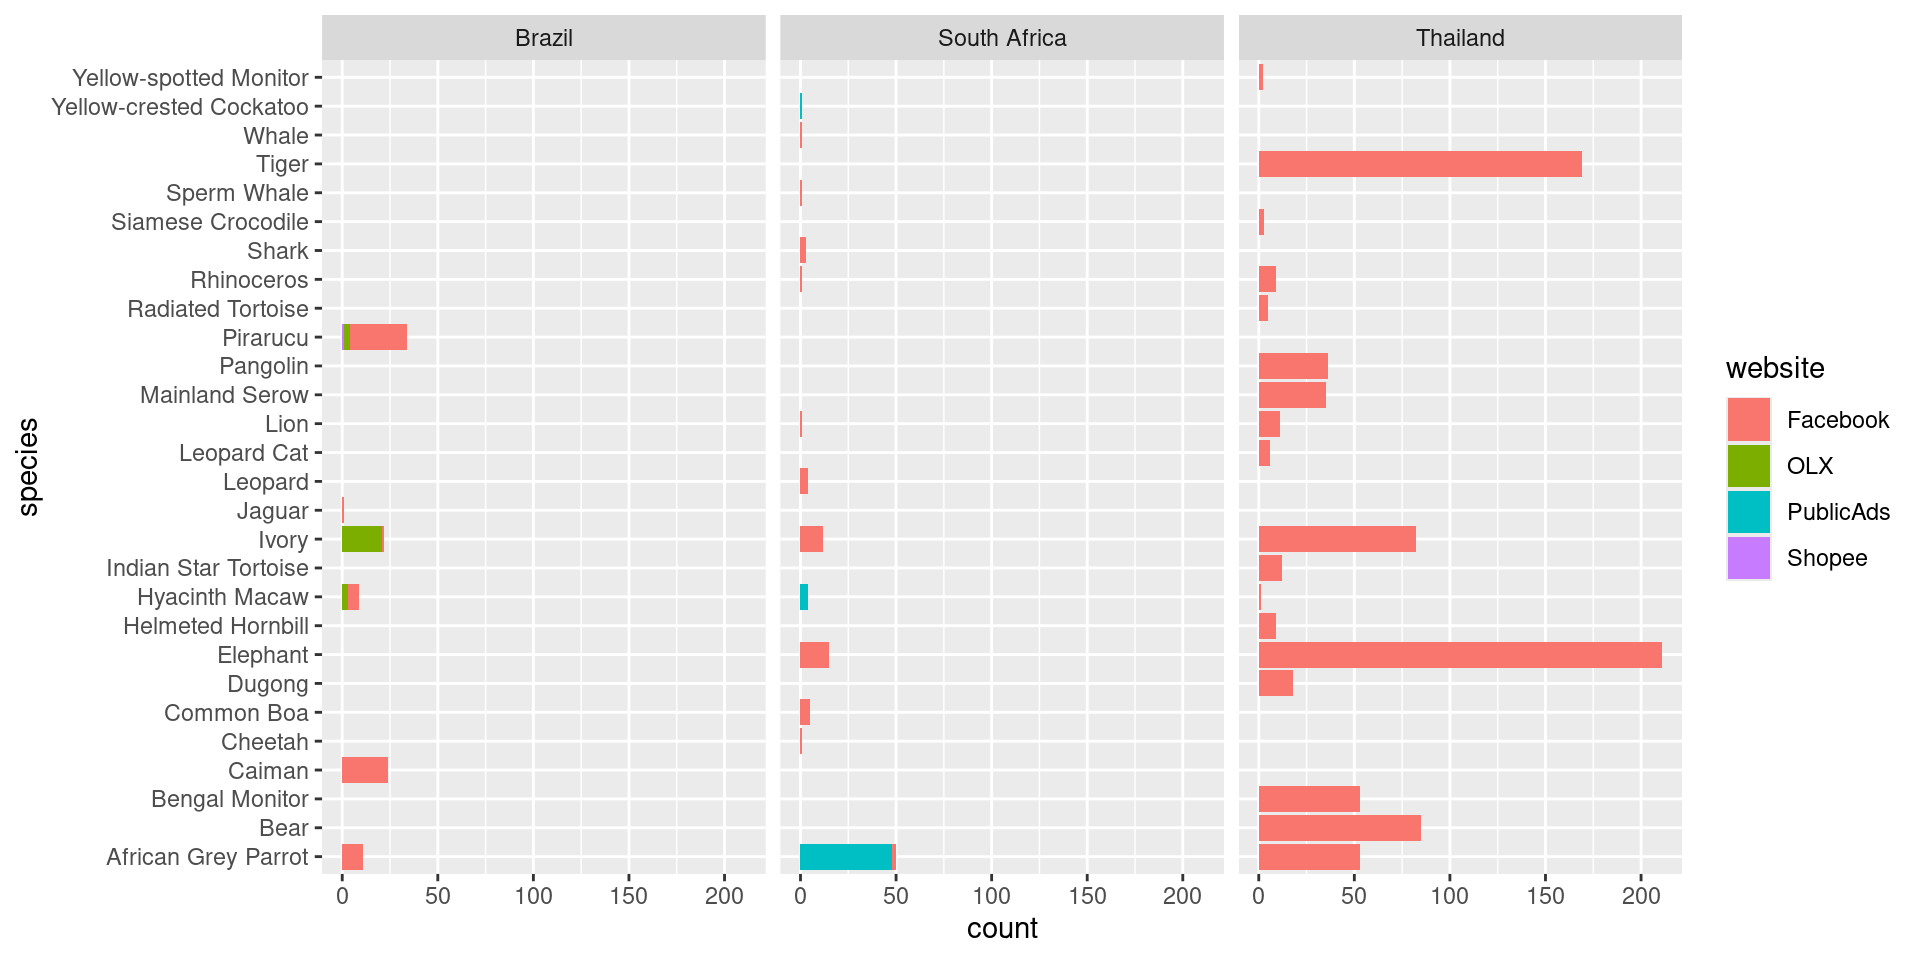 Brazil
South Africa
Thailand
Yellow-spotted Monitor
Yellow-crested Cockatoo
Whale
Tiger
Sperm Whale
Siamese Crocodile
Shark
Rhinoceros
Radiated Tortoise
Pirarucu
Pangolin
Mainland Serow
Lion
Leopard Cat
Leopard
Jaguar
Ivory
Indian Star Tortoise
Hyacinth Macaw
Helmeted Hornbill
Elephant
Dugong
Common Boa
Cheetah
Caiman
Bengal Monitor
Bear
African Grey Parrot
species
0 50 100 150 200
0 50 100 150 200
0 50 100 150 200
count
website
Facebook
OLX
PublicAds
Shopee